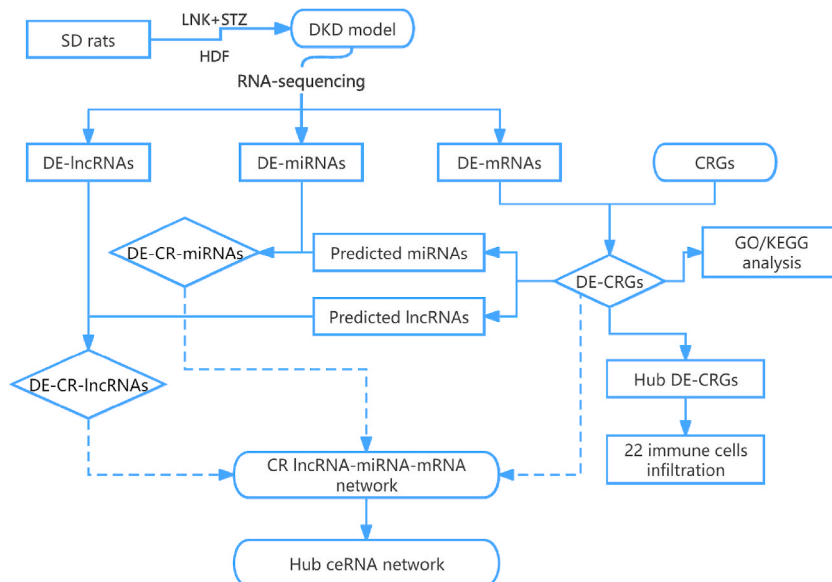 LNK+STZ
SD rats
DKD model
HDF
RNA-sequencing
DE-lncRNAs
DE-miRNAs
DE-mRNAs
CRGs
DE-CR-miRNAs
Predicted miRNAs
GO/KEGG
analysis
DE-CRGs
Predicted lncRNAs
DE-CR-lncRNAs
Hub DE-CRGs
CR lncRNA-miRNA-mRNA
network
22 immune cells
infiltration
Hub ceRNA network